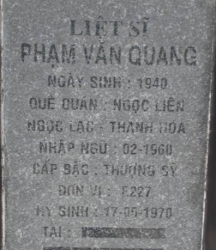 LIỆT SĨ
PHẠM VĂN QUANG
NGÀY SINH : 1940
QUÊ QUÁN : NGỌC LIÊN
NGỌC LẠC - THANH HÓA
NHẬP NGŨ : 02-1960
CẤP BẬC : THƯỢNG SỸ
ĐƠN VỊ : F227
HY SINH : 17-05-1970
TẠI :